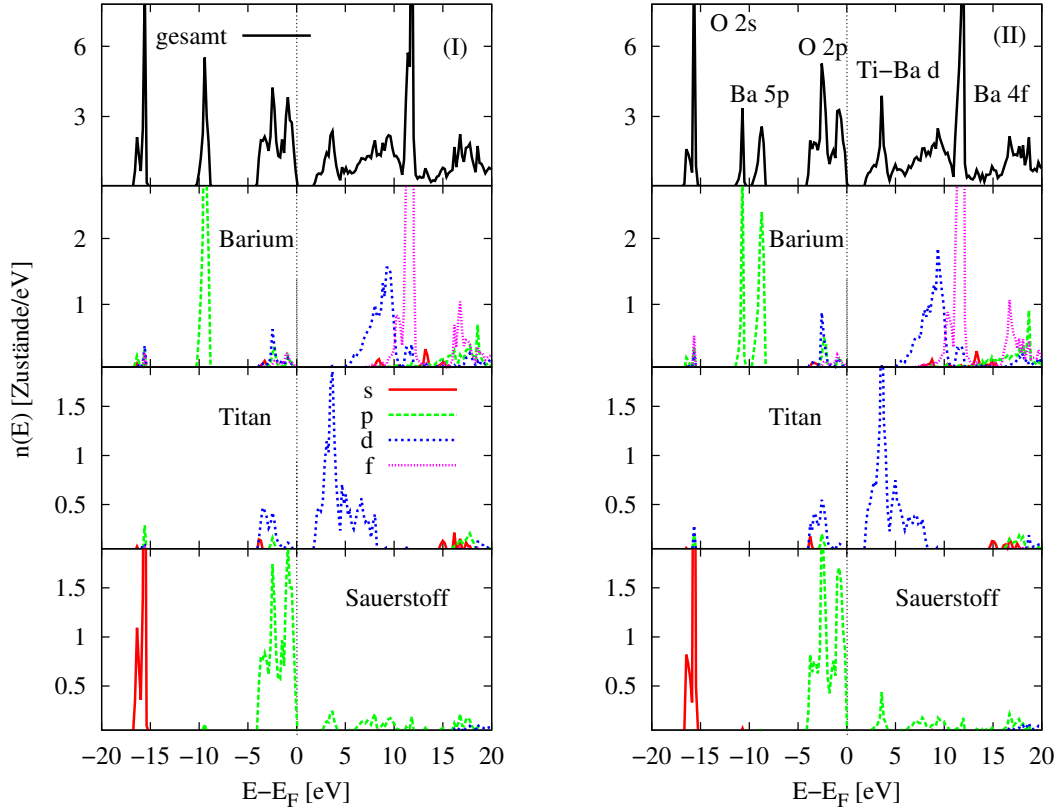 gesamt
(I)
6
3
Barium
2
1
n(E) [Zustände/eV]
Titan
s
p
d
f
1.5
1
0.5
Sauerstoff
1.5
1
0.5
−20 −15 −10 −5 0 5 10 15 20
E−E_F [eV]
O 2s
(II)
O 2p
Ti−Ba d
Ba 5p
Ba 4f
6
3
Barium
2
1
Titan
1.5
1
0.5
Sauerstoff
1.5
1
0.5
−20 −15 −10 −5 0 5 10 15 20
E−E_F [eV]